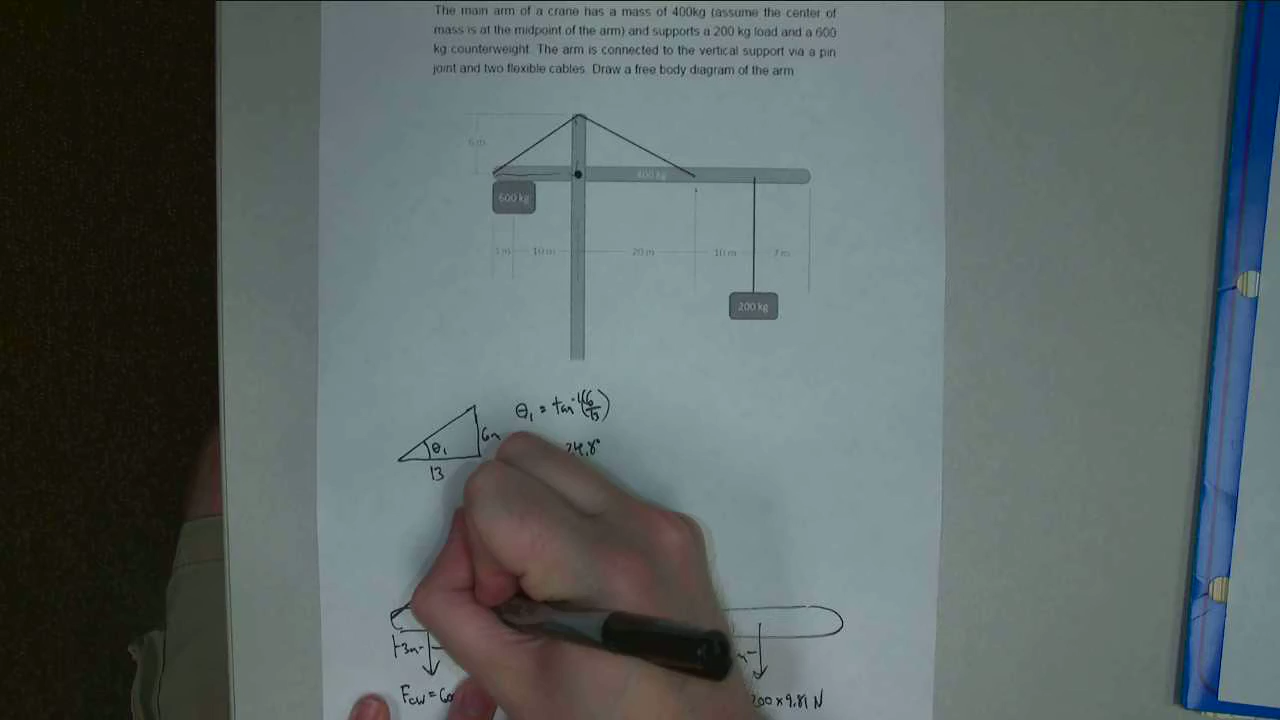 The main arm of a crane has a mass of 400kg (assume the center of
mass is at the midpoint of the arm) and supports a 200 kg load and a 600
kg counterweight. The arm is connected to the vertical support via a pin
joint and two flexible cables. Draw a free body diagram of the arm
6 m
400 kg
600 kg
3 m 10 m 20 m 10 m 7 m
200 kg
θ₁ = tan⁻¹(6/13)
θ₁ 6m
24.8°
13
3m
Fcw = 60
200 x 9.81 N